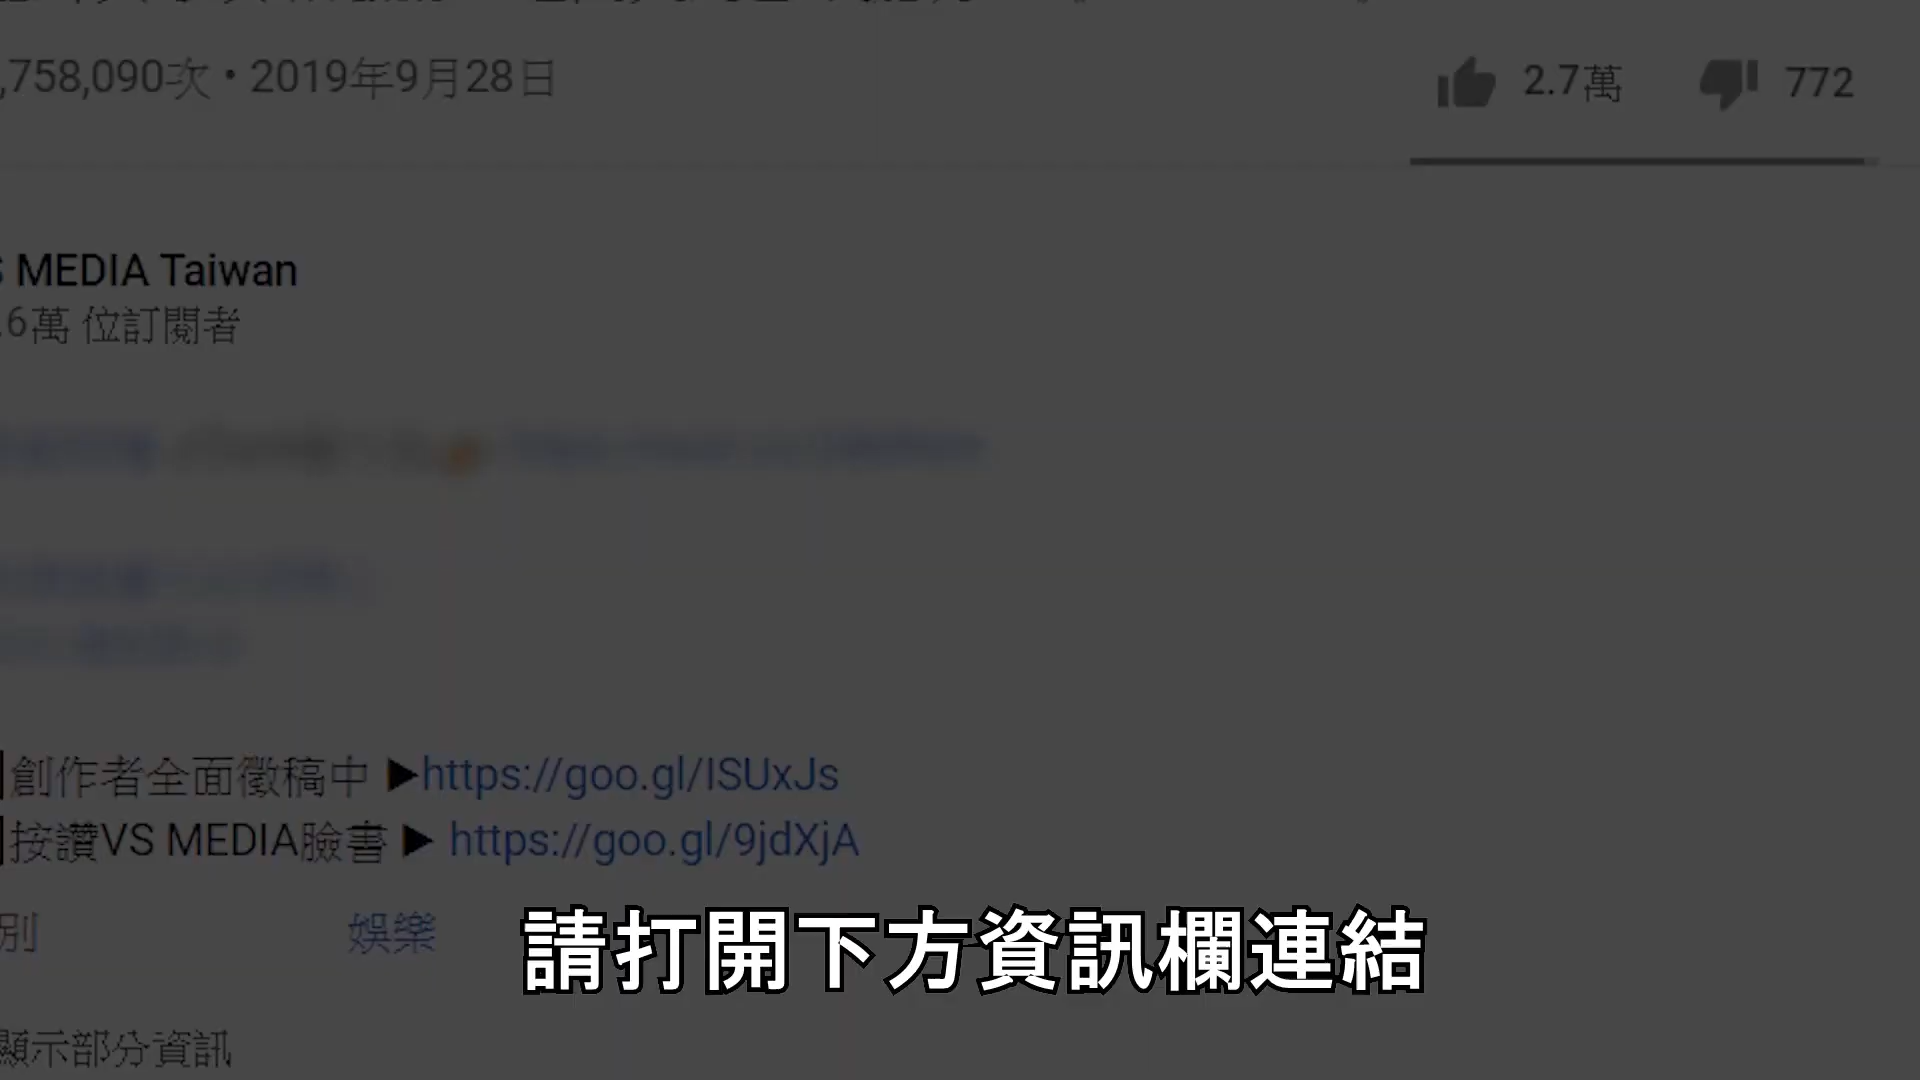 ,758,090次 • 2019年9月28日
2.7萬 772
MEDIA Taiwan
.6萬 位訂閱者
創作者全面徵稿中 ▶https://goo.gl/ISUxJs
按讚VS MEDIA臉書 ▶ https://goo.gl/9jdXjA
別 娛樂
請打開下方資訊欄連結
顯示部分資訊